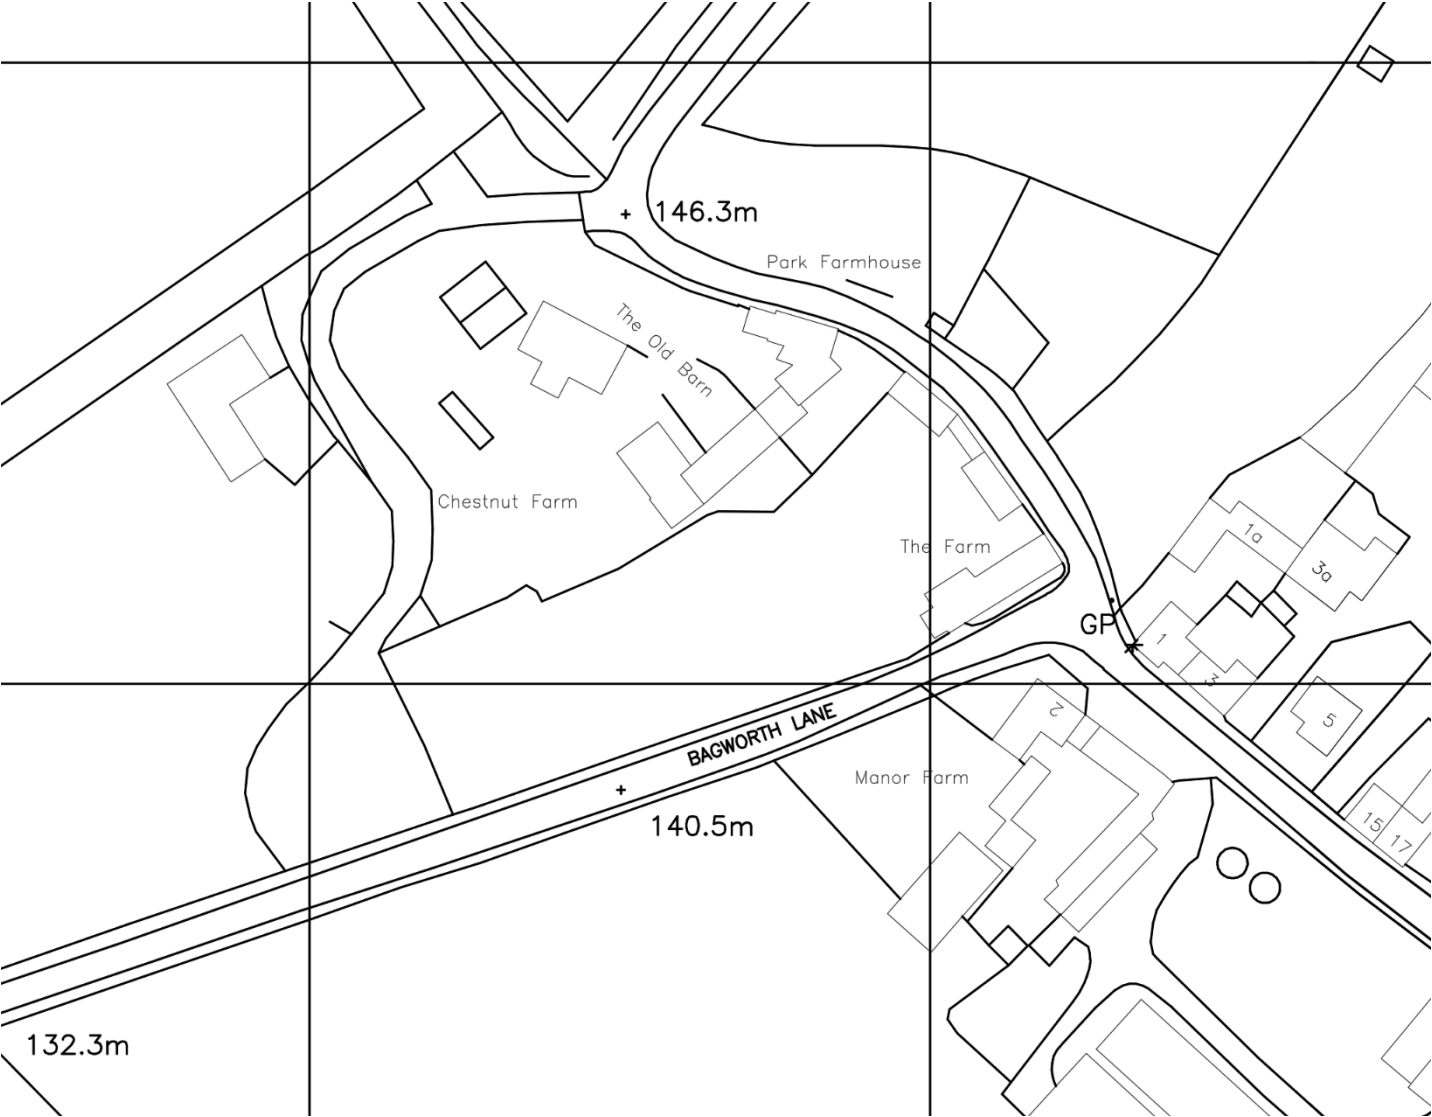 146.3m
Park Farmhouse
The Old Barn
Chestnut Farm
The Farm
1a
3a
GP
1
3
5
2
BAGWORTH LANE
Manor Farm
140.5m
15
17
132.3m